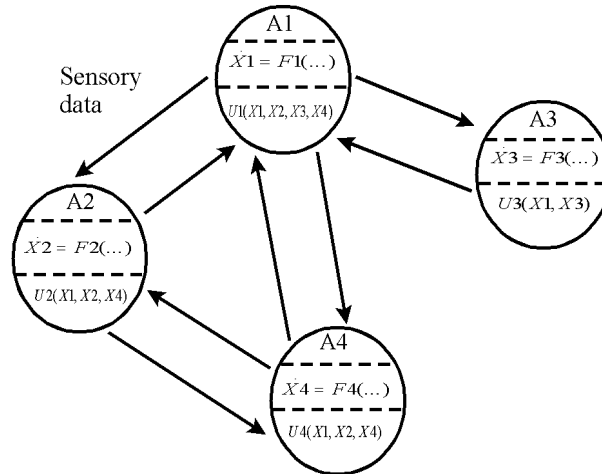 A1
Ẋ1 = F1(...)
U1(X1, X2, X3, X4)
Sensory
data
A3
Ẋ3 = F3(...)
U3(X1, X3)
A2
Ẋ2 = F2(...)
U2(X1, X2, X4)
A4
Ẋ4 = F4(...)
U4(X1, X2, X4)